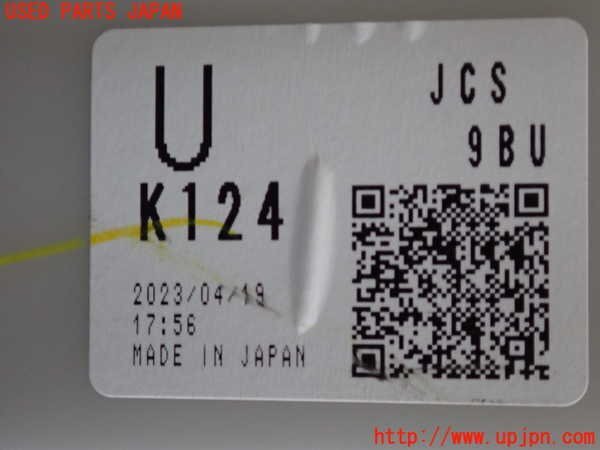 USED PARTS JAPAN
U
JCS
9BU
K124
2023/04/19
17:56
MADE IN JAPAN
http://www.upjpn.com